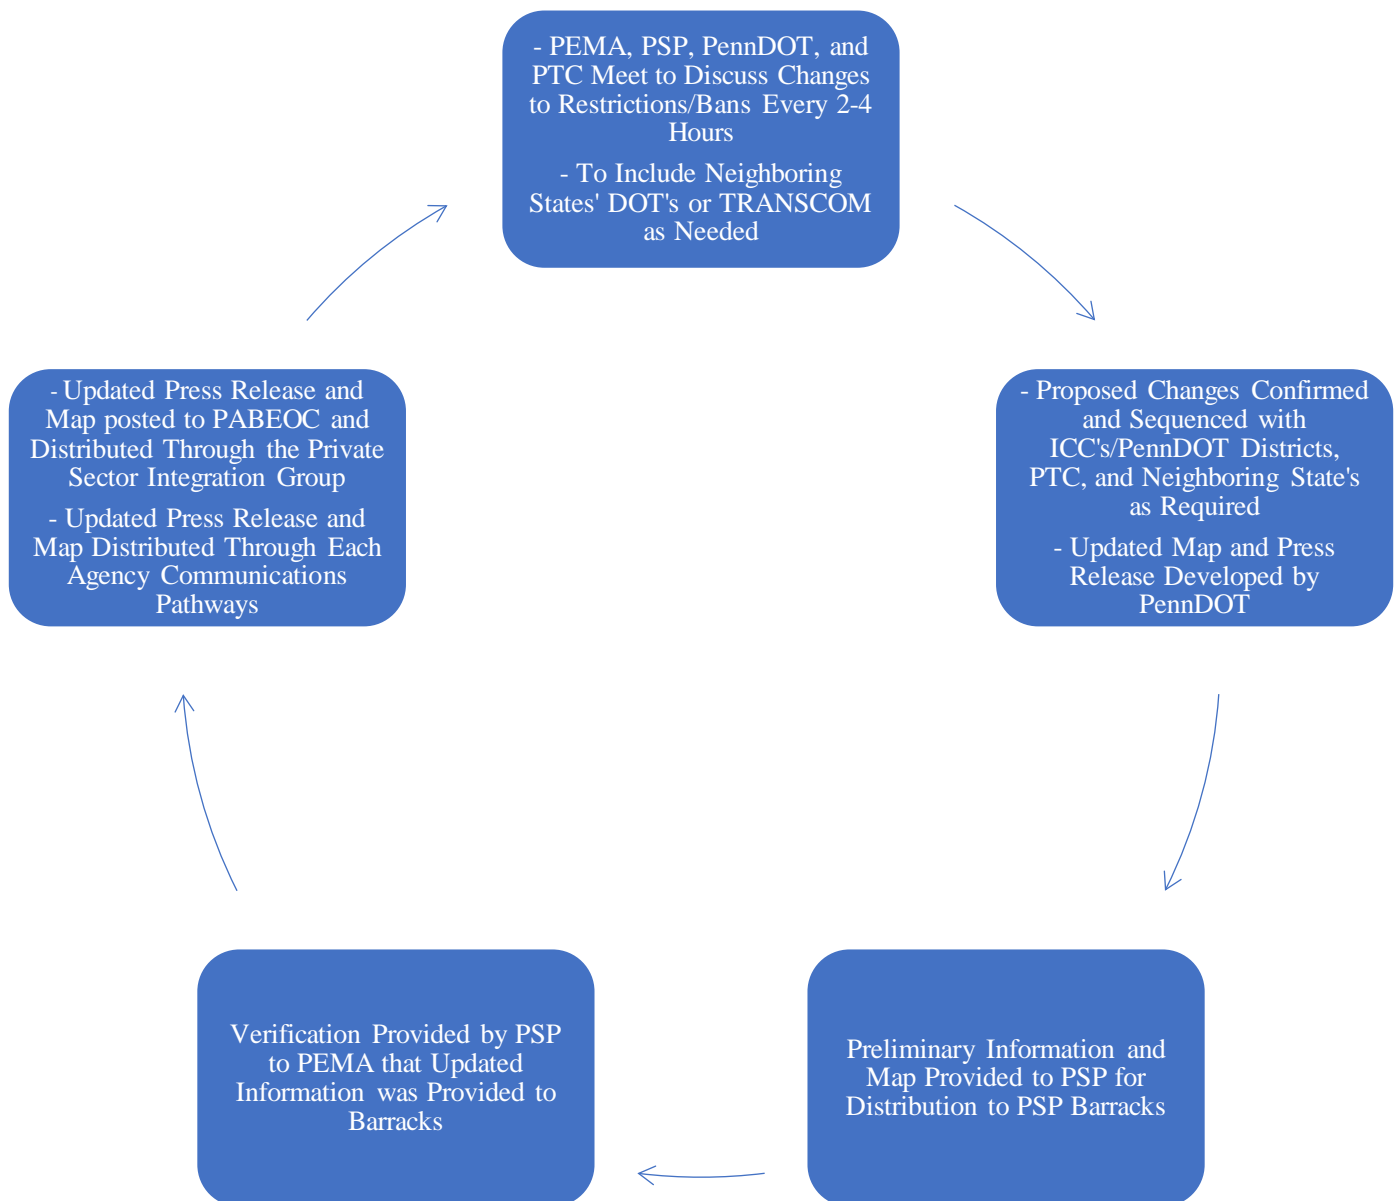 - PEMA, PSP, PennDOT, and
PTC Meet to Discuss Changes
to Restrictions/Bans Every 2-4
Hours
- To Include Neighboring
States' DOT's or TRANSCOM
as Needed
- Proposed Changes Confirmed
and Sequenced with
ICC's/PennDOT Districts,
PTC, and Neighboring State's
as Required
- Updated Map and Press
Release Developed by
PennDOT
Preliminary Information and
Map Provided to PSP for
Distribution to PSP Barracks
Verification Provided by PSP
to PEMA that Updated
Information was Provided to
Barracks
- Updated Press Release and
Map posted to PABEOC and
Distributed Through the Private
Sector Integration Group
- Updated Press Release and
Map Distributed Through Each
Agency Communications
Pathways